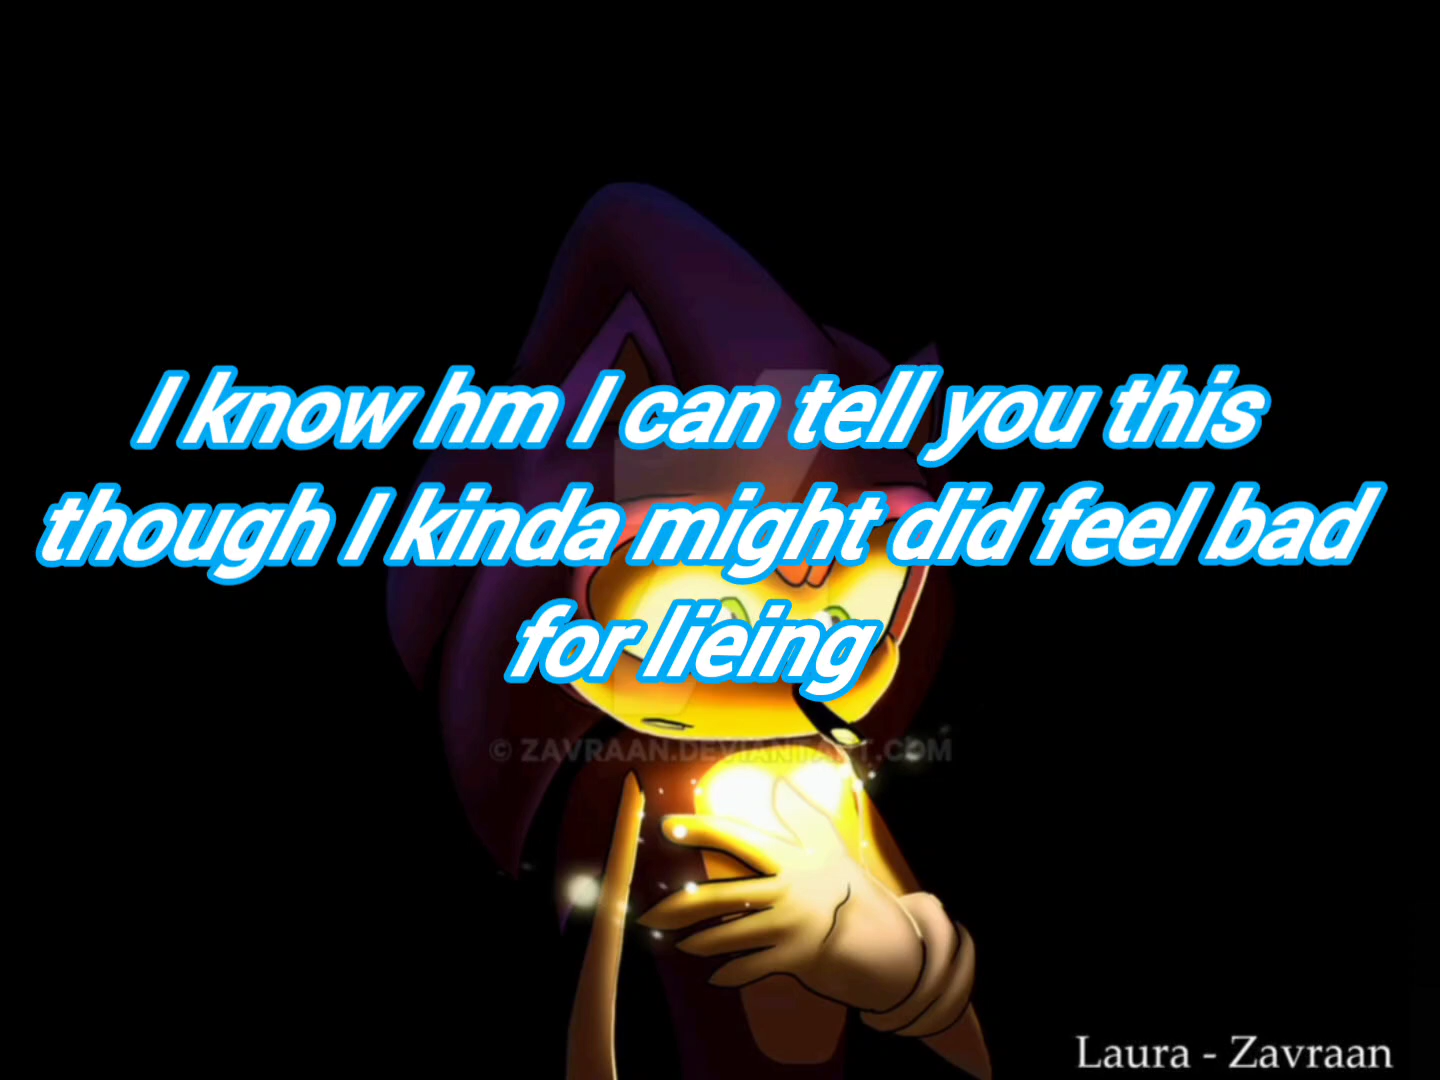 I know hm I can tell you this
though I kinda might did feel bad
for lieing
© ZAVRAAN.DEVIANTART.COM
Laura - Zavraan